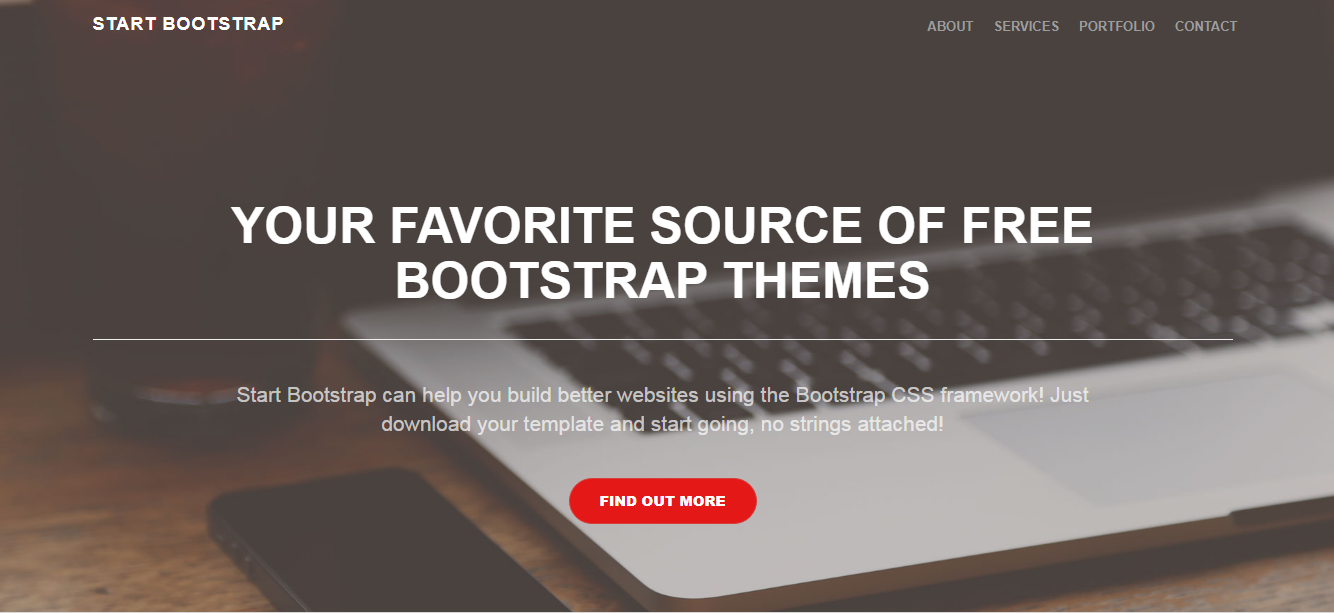 START BOOTSTRAP
ABOUT SERVICES PORTFOLIO CONTACT
YOUR FAVORITE SOURCE OF FREE
BOOTSTRAP THEMES
Start Bootstrap can help you build better websites using the Bootstrap CSS framework! Just
download your template and start going, no strings attached!
FIND OUT MORE